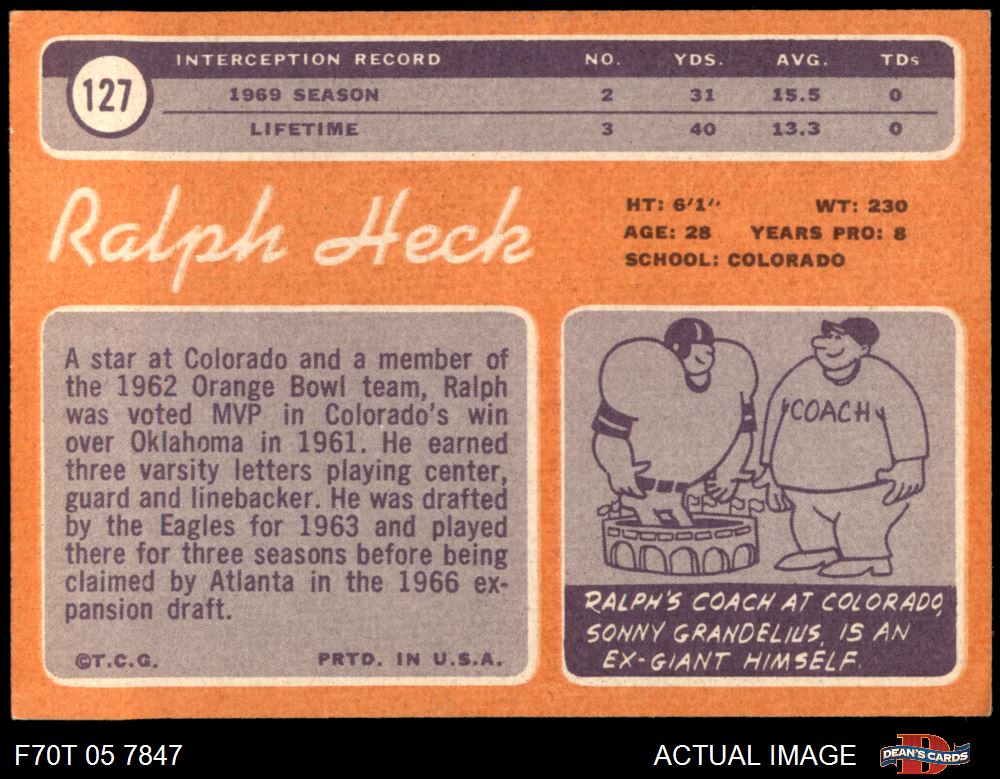 127
INTERCEPTION RECORD NO. YDS. AVG. TDs
1969 SEASON 2 31 15.5 0
LIFETIME 3 40 13.3 0
Ralph Heck
HT: 6'1" WT: 230
AGE: 28 YEARS PRO: 8
SCHOOL: COLORADO
A star at Colorado and a member of
the 1962 Orange Bowl team, Ralph
was voted MVP in Colorado's win
over Oklahoma in 1961. He earned
three varsity letters playing center,
guard and linebacker. He was drafted
by the Eagles for 1963 and played
there for three seasons before being
claimed by Atlanta in the 1966 ex-
pansion draft.
©T.C.G. PRTD. IN U.S.A.
COACH
RALPH'S COACH AT COLORADO,
SONNY GRANDELIUS, IS AN
EX-GIANT HIMSELF.
F70T 05 7847 ACTUAL IMAGE
D
DEAN'S CARDS